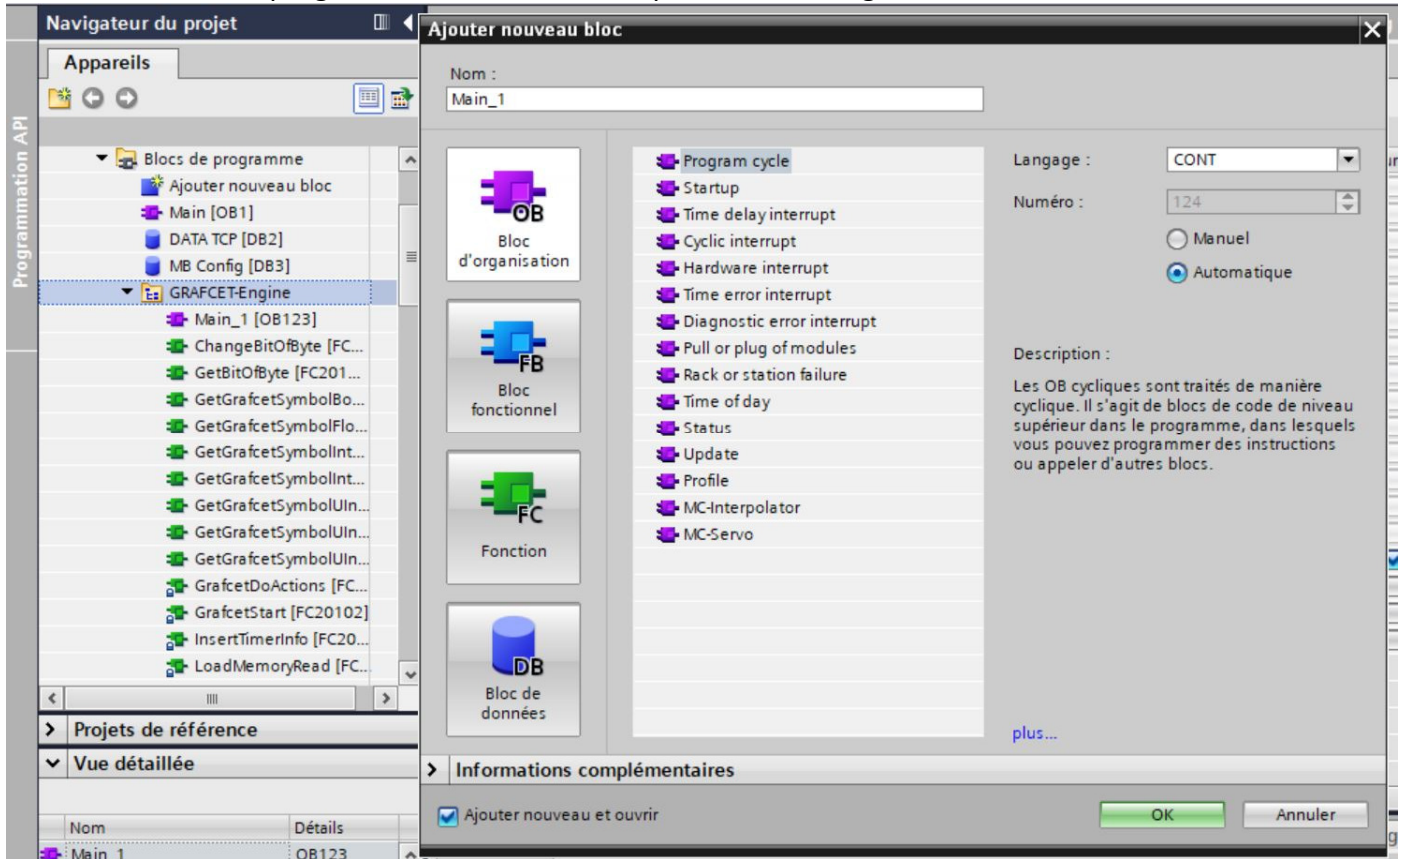 Programmation API
Navigateur du projet
Appareils
Blocs de programme
Ajouter nouveau bloc
Main [OB1]
DATA TCP [DB2]
MB Config [DB3]
GRAFCET-Engine
Main_1 [OB123]
ChangeBitOfByte [FC...
GetBitOfByte [FC201...
GetGrafcetSymbolBo...
GetGrafcetSymbolFlo...
GetGrafcetSymbolInt...
GetGrafcetSymbolInt...
GetGrafcetSymbolUIn...
GetGrafcetSymbolUIn...
GetGrafcetSymbolUIn...
GrafcetDoActions [FC...
GrafcetStart [FC20102]
InsertTimerInfo [FC20...
LoadMemoryRead [FC...
Projets de référence
Vue détaillée
Nom Détails
Main_1 OB123
Ajouter nouveau bloc
Nom :
Main_1
OB
Bloc
d'organisation
FB
Bloc
fonctionnel
FC
Fonction
DB
Bloc de
données
Program cycle
Startup
Time delay interrupt
Cyclic interrupt
Hardware interrupt
Time error interrupt
Diagnostic error interrupt
Pull or plug of modules
Rack or station failure
Time of day
Status
Update
Profile
MC-Interpolator
MC-Servo
Langage : CONT
Numéro : 124
Manuel
Automatique
Description :
Les OB cycliques sont traités de manière
cyclique. Il s'agit de blocs de code de niveau
supérieur dans le programme, dans lesquels
vous pouvez programmer des instructions
ou appeler d'autres blocs.
plus...
Informations complémentaires
Ajouter nouveau et ouvrir
OK Annuler